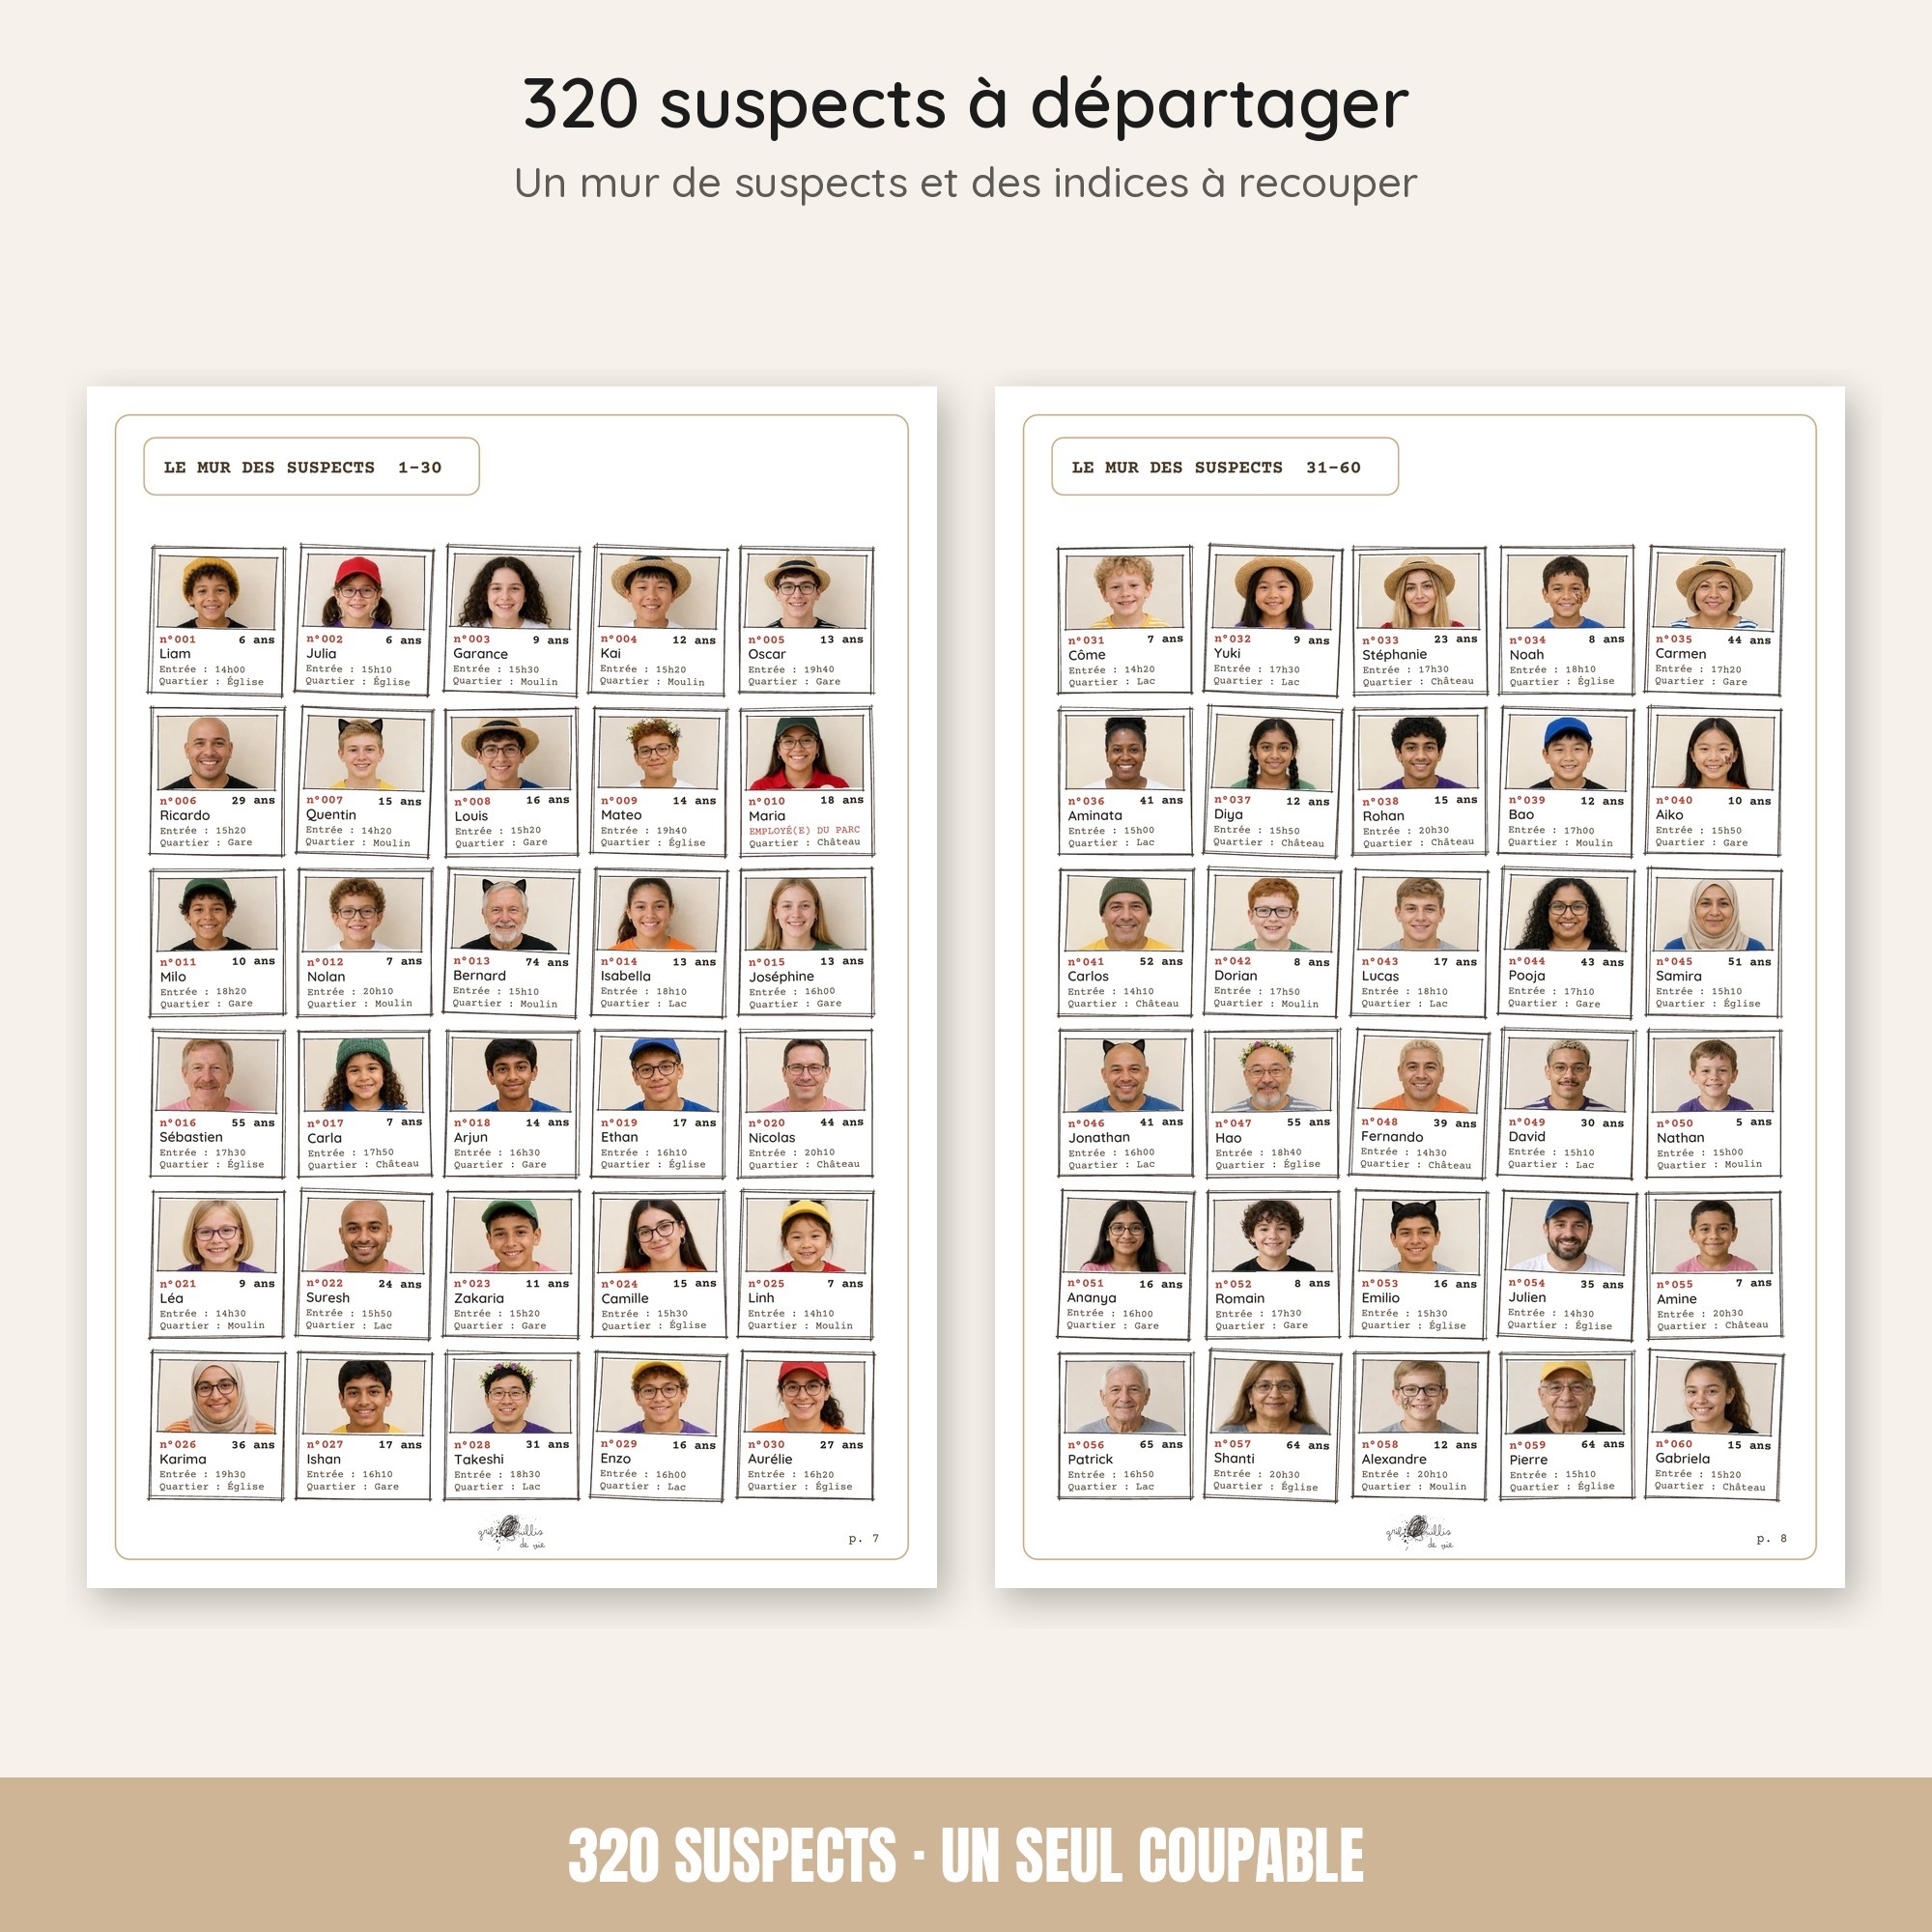 320 suspects à départager
Un mur de suspects et des indices à recouper
LE MUR DES SUSPECTS 1-30
n°001 6 ans
Liam
Entrée : 14h00
Quartier : Église
n°002 6 ans
Julia
Entrée : 15h10
Quartier : Église
n°003 9 ans
Garance
Entrée : 15h30
Quartier : Moulin
n°004 12 ans
Kai
Entrée : 15h20
Quartier : Moulin
n°005 13 ans
Oscar
Entrée : 19h40
Quartier : Gare
n°006 29 ans
Ricardo
Entrée : 15h20
Quartier : Gare
n°007 15 ans
Quentin
Entrée : 14h20
Quartier : Moulin
n°008 16 ans
Louis
Entrée : 15h20
Quartier : Gare
n°009 14 ans
Mateo
Entrée : 19h40
Quartier : Église
n°010 18 ans
Maria
EMPLOYÉ(E) DU PARC
Quartier : Château
n°011 10 ans
Milo
Entrée : 18h20
Quartier : Gare
n°012 7 ans
Nolan
Entrée : 20h10
Quartier : Moulin
n°013 74 ans
Bernard
Entrée : 15h10
Quartier : Moulin
n°014 13 ans
Isabella
Entrée : 18h10
Quartier : Lac
n°015 13 ans
Joséphine
Entrée : 16h00
Quartier : Gare
n°016 55 ans
Sébastien
Entrée : 17h30
Quartier : Église
n°017 7 ans
Carla
Entrée : 17h50
Quartier : Château
n°018 14 ans
Arjun
Entrée : 16h30
Quartier : Gare
n°019 17 ans
Ethan
Entrée : 16h10
Quartier : Église
n°020 44 ans
Nicolas
Entrée : 20h10
Quartier : Château
n°021 9 ans
Léa
Entrée : 14h30
Quartier : Moulin
n°022 24 ans
Suresh
Entrée : 15h50
Quartier : Lac
n°023 11 ans
Zakaria
Entrée : 15h20
Quartier : Gare
n°024 15 ans
Camille
Entrée : 15h30
Quartier : Église
n°025 7 ans
Linh
Entrée : 14h10
Quartier : Moulin
n°026 36 ans
Karima
Entrée : 19h30
Quartier : Église
n°027 17 ans
Ishan
Entrée : 16h10
Quartier : Gare
n°028 31 ans
Takeshi
Entrée : 18h30
Quartier : Lac
n°029 16 ans
Enzo
Entrée : 16h00
Quartier : Lac
n°030 27 ans
Aurélie
Entrée : 16h20
Quartier : Église
de vie
p. 7
LE MUR DES SUSPECTS 31-60
n°031 7 ans
Côme
Entrée : 14h20
Quartier : Lac
n°032 9 ans
Yuki
Entrée : 17h30
Quartier : Lac
n°033 23 ans
Stéphanie
Entrée : 17h30
Quartier : Château
n°034 8 ans
Noah
Entrée : 18h10
Quartier : Église
n°035 44 ans
Carmen
Entrée : 17h20
Quartier : Gare
n°036 41 ans
Aminata
Entrée : 15h00
Quartier : Lac
n°037 12 ans
Diya
Entrée : 15h50
Quartier : Château
n°038 15 ans
Rohan
Entrée : 20h30
Quartier : Château
n°039 12 ans
Bao
Entrée : 17h00
Quartier : Moulin
n°040 10 ans
Aiko
Entrée : 15h50
Quartier : Gare
n°041 52 ans
Carlos
Entrée : 14h10
Quartier : Château
n°042 8 ans
Dorian
Entrée : 17h50
Quartier : Moulin
n°043 17 ans
Lucas
Entrée : 18h10
Quartier : Lac
n°044 43 ans
Pooja
Entrée : 17h10
Quartier : Gare
n°045 51 ans
Samira
Entrée : 15h10
Quartier : Église
n°046 41 ans
Jonathan
Entrée : 16h00
Quartier : Lac
n°047 55 ans
Hao
Entrée : 18h40
Quartier : Église
n°048 39 ans
Fernando
Entrée : 14h30
Quartier : Château
n°049 30 ans
David
Entrée : 15h10
Quartier : Lac
n°050 5 ans
Nathan
Entrée : 15h00
Quartier : Moulin
n°051 16 ans
Ananya
Entrée : 16h00
Quartier : Gare
n°052 8 ans
Romain
Entrée : 17h30
Quartier : Gare
n°053 16 ans
Emilio
Entrée : 15h30
Quartier : Église
n°054 35 ans
Julien
Entrée : 14h30
Quartier : Église
n°055 7 ans
Amine
Entrée : 20h30
Quartier : Château
n°056 65 ans
Patrick
Entrée : 16h50
Quartier : Lac
n°057 64 ans
Shanti
Entrée : 20h30
Quartier : Église
n°058 12 ans
Alexandre
Entrée : 20h10
Quartier : Moulin
n°059 64 ans
Pierre
Entrée : 15h10
Quartier : Église
n°060 15 ans
Gabriela
Entrée : 15h20
Quartier : Château
de vie
p. 8
320 SUSPECTS · UN SEUL COUPABLE